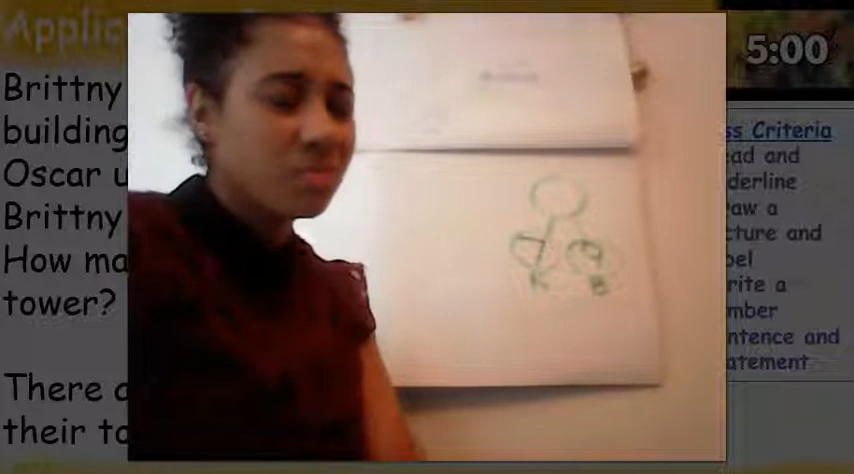 Applic
5:00
Brittny
building
Oscar u
Brittny
How ma
tower?
There a
their to
ss Criteria
ead and
derline
aw a
cture and
bel
rite a
mber
ntence and
atement
7
K B